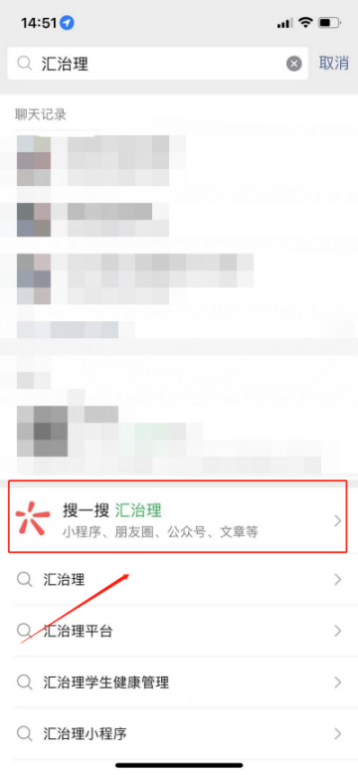 14:51
汇治理 取消
聊天记录
搜一搜 汇治理
小程序、朋友圈、公众号、文章等
汇治理
汇治理平台
汇治理学生健康管理
汇治理小程序